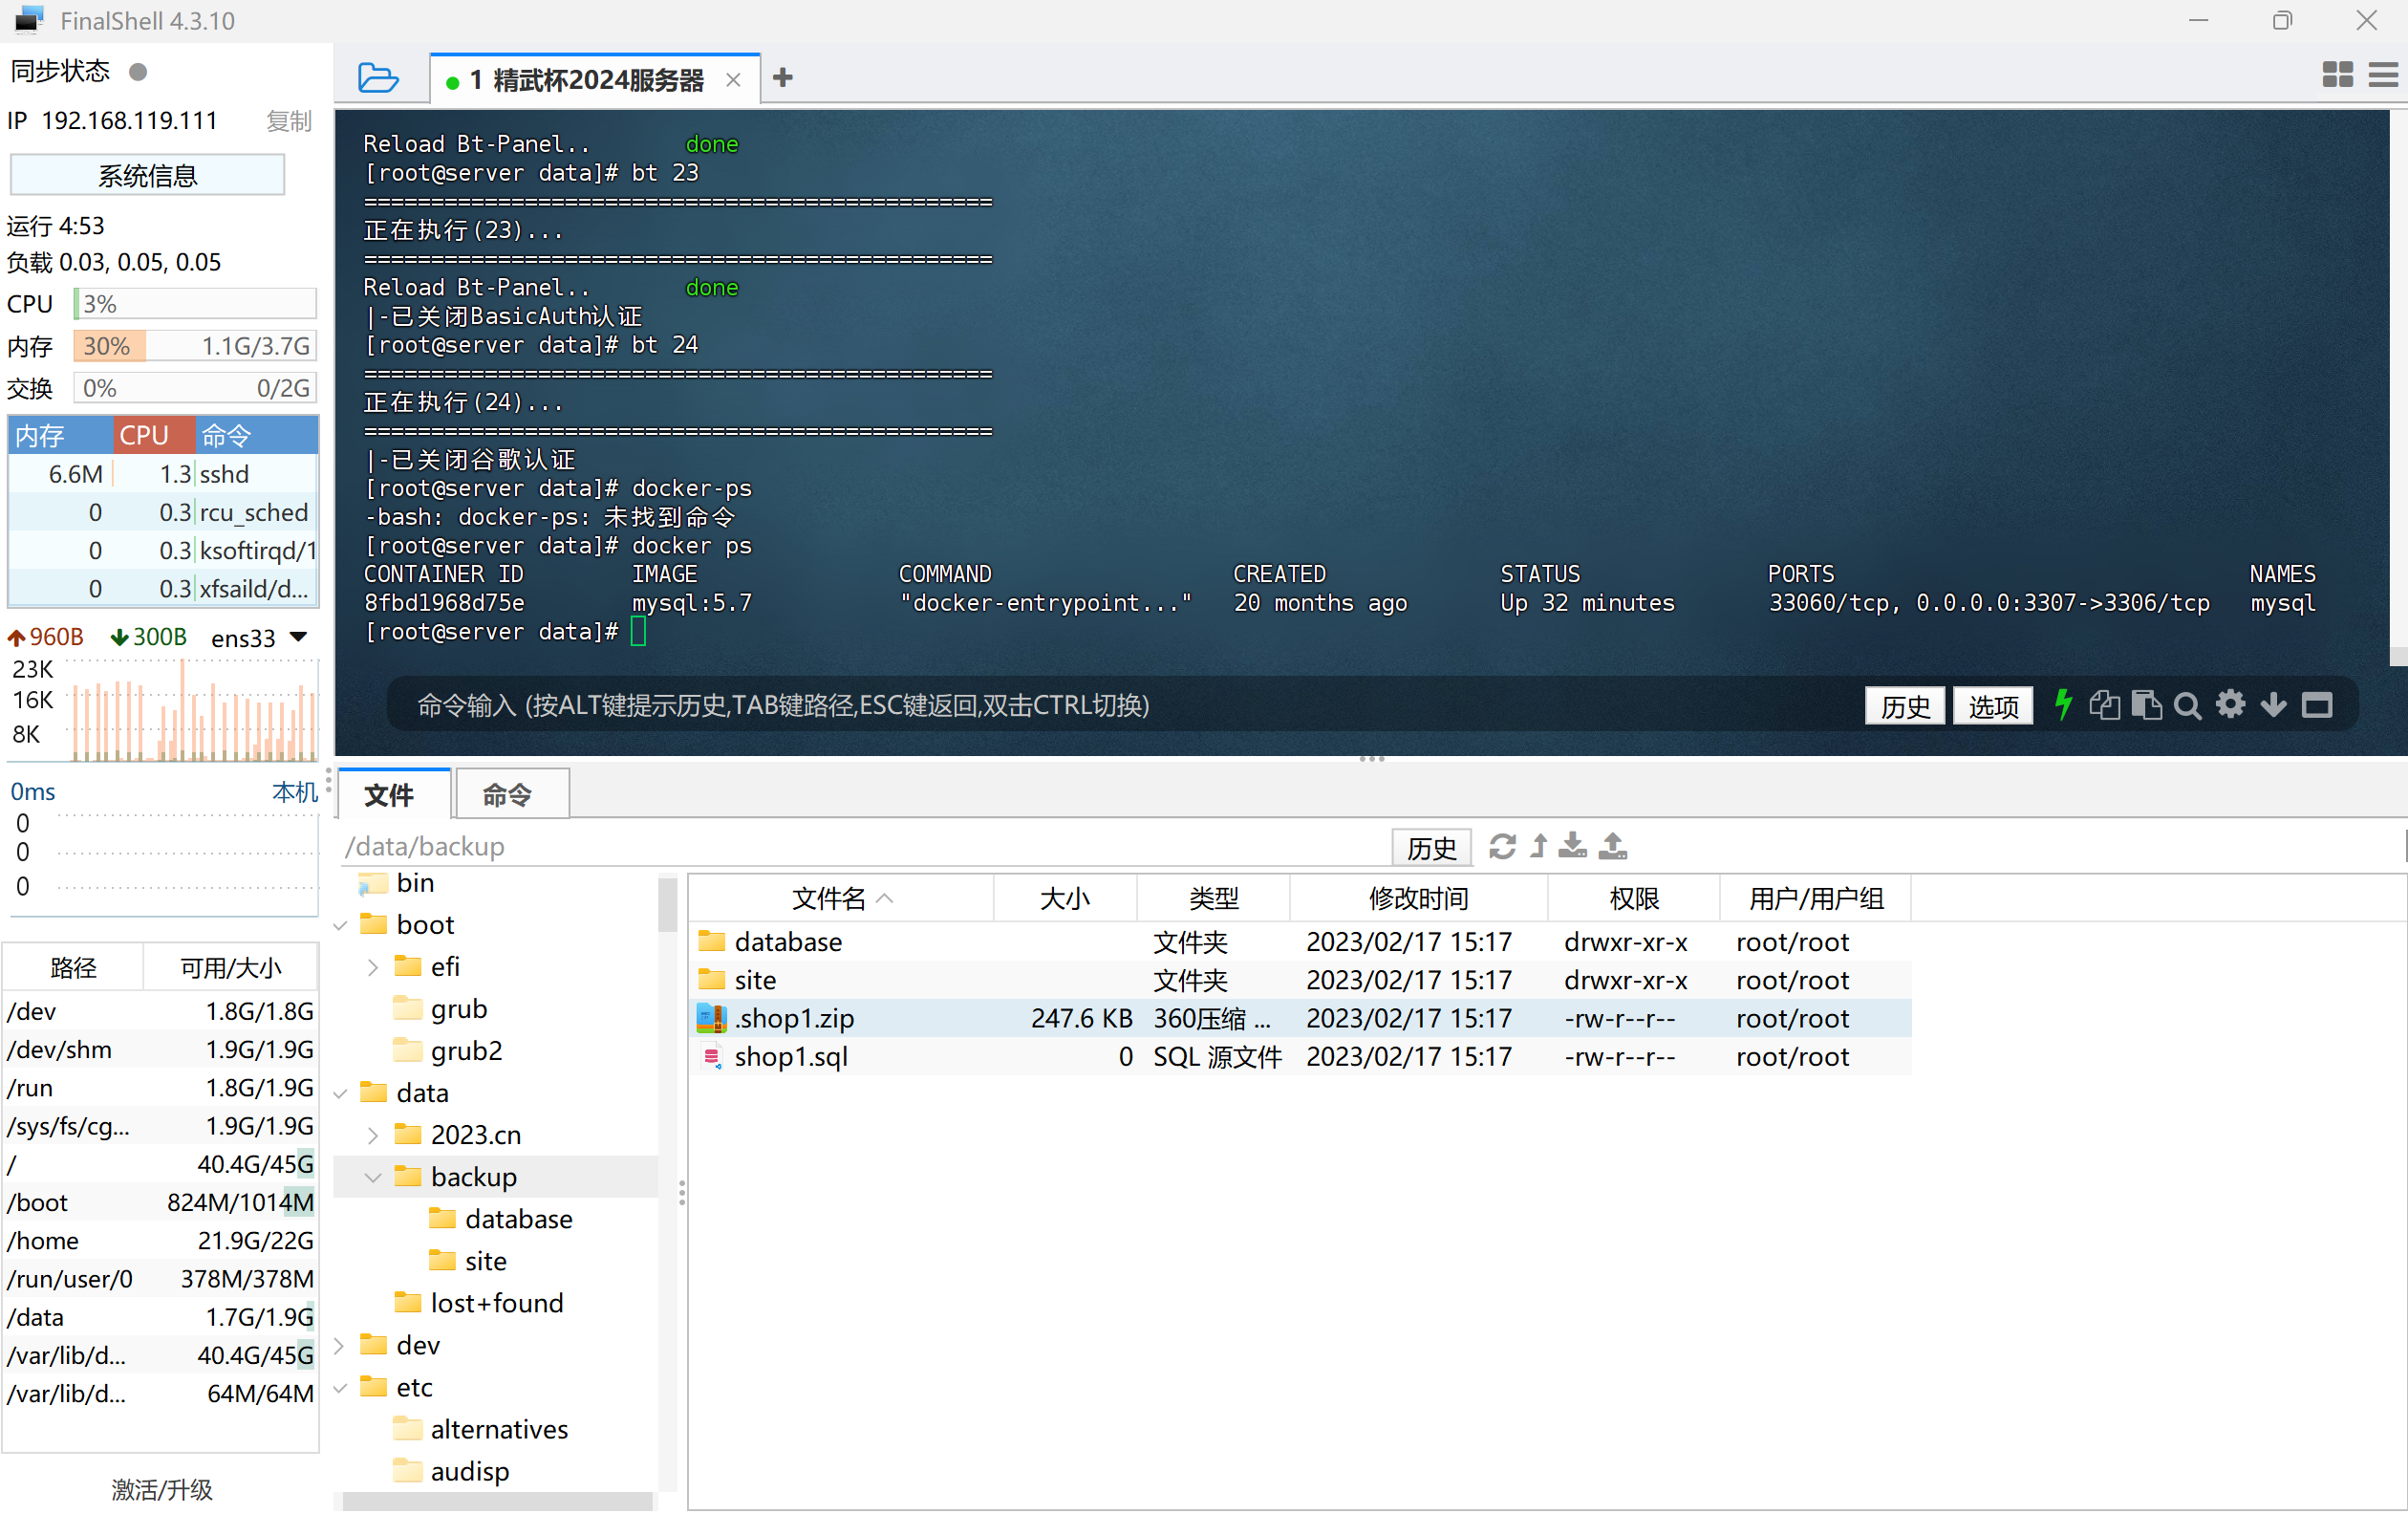 FinalShell 4.3.10
同步状态
IP 192.168.119.111 复制
系统信息
运行 4:53
负载 0.03, 0.05, 0.05
CPU 3%
内存 30% 1.1G/3.7G
交换 0% 0/2G
内存 CPU 命令
6.6M 1.3 sshd
0 0.3 rcu_sched
0 0.3 ksoftirqd/1
0 0.3 xfsaild/d...
960B 300B ens33
23K
16K
8K
0ms 本机
0
0
0
路径 可用/大小
/dev 1.8G/1.8G
/dev/shm 1.9G/1.9G
/run 1.8G/1.9G
/sys/fs/cg... 1.9G/1.9G
/ 40.4G/45G
/boot 824M/1014M
/home 21.9G/22G
/run/user/0 378M/378M
/data 1.7G/1.9G
/var/lib/d... 40.4G/45G
/var/lib/d... 64M/64M
激活/升级
1 精武杯2024服务器
Reload Bt-Panel.. done
[root@server data]# bt 23
===============================================
正在执行(23)...
===============================================
Reload Bt-Panel.. done
|-已关闭BasicAuth认证
[root@server data]# bt 24
===============================================
正在执行(24)...
===============================================
|-已关闭谷歌认证
[root@server data]# docker-ps
-bash: docker-ps: 未找到命令
[root@server data]# docker ps
CONTAINER ID IMAGE COMMAND CREATED STATUS PORTS NAMES
8fbd1968d75e mysql:5.7 "docker-entrypoint..." 20 months ago Up 32 minutes 33060/tcp, 0.0.0.0:3307->3306/tcp mysql
[root@server data]#
命令输入 (按ALT键提示历史,TAB键路径,ESC键返回,双击CTRL切换) 历史 选项
文件 命令
/data/backup 历史
bin
boot
efi
grub
grub2
data
2023.cn
backup
database
site
lost+found
dev
etc
alternatives
audisp
文件名 大小 类型 修改时间 权限 用户/用户组
database 文件夹 2023/02/17 15:17 drwxr-xr-x root/root
site 文件夹 2023/02/17 15:17 drwxr-xr-x root/root
.shop1.zip 247.6 KB 360压缩 ... 2023/02/17 15:17 -rw-r--r-- root/root
shop1.sql 0 SQL 源文件 2023/02/17 15:17 -rw-r--r-- root/root